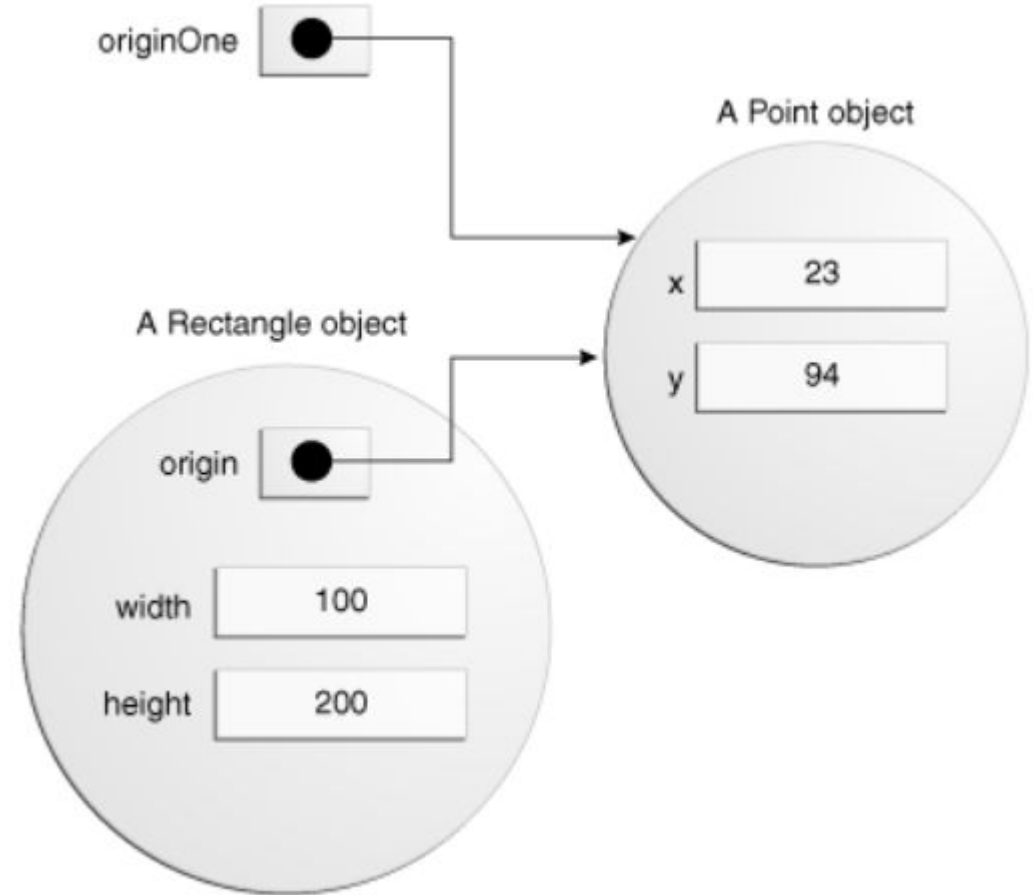 originOne
A Point object
x 23
A Rectangle object
y 94
origin
width 100
height 200